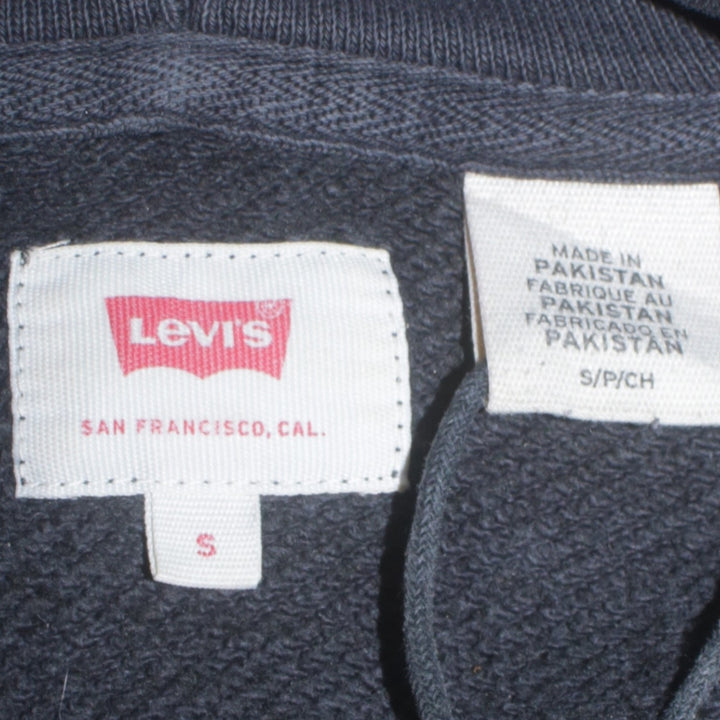 LEVI'S
SAN FRANCISCO, CAL.
S
MADE IN
PAKISTAN
FABRIQUE AU
PAKISTAN
FABRICADO EN
PAKISTAN
S/P/CH